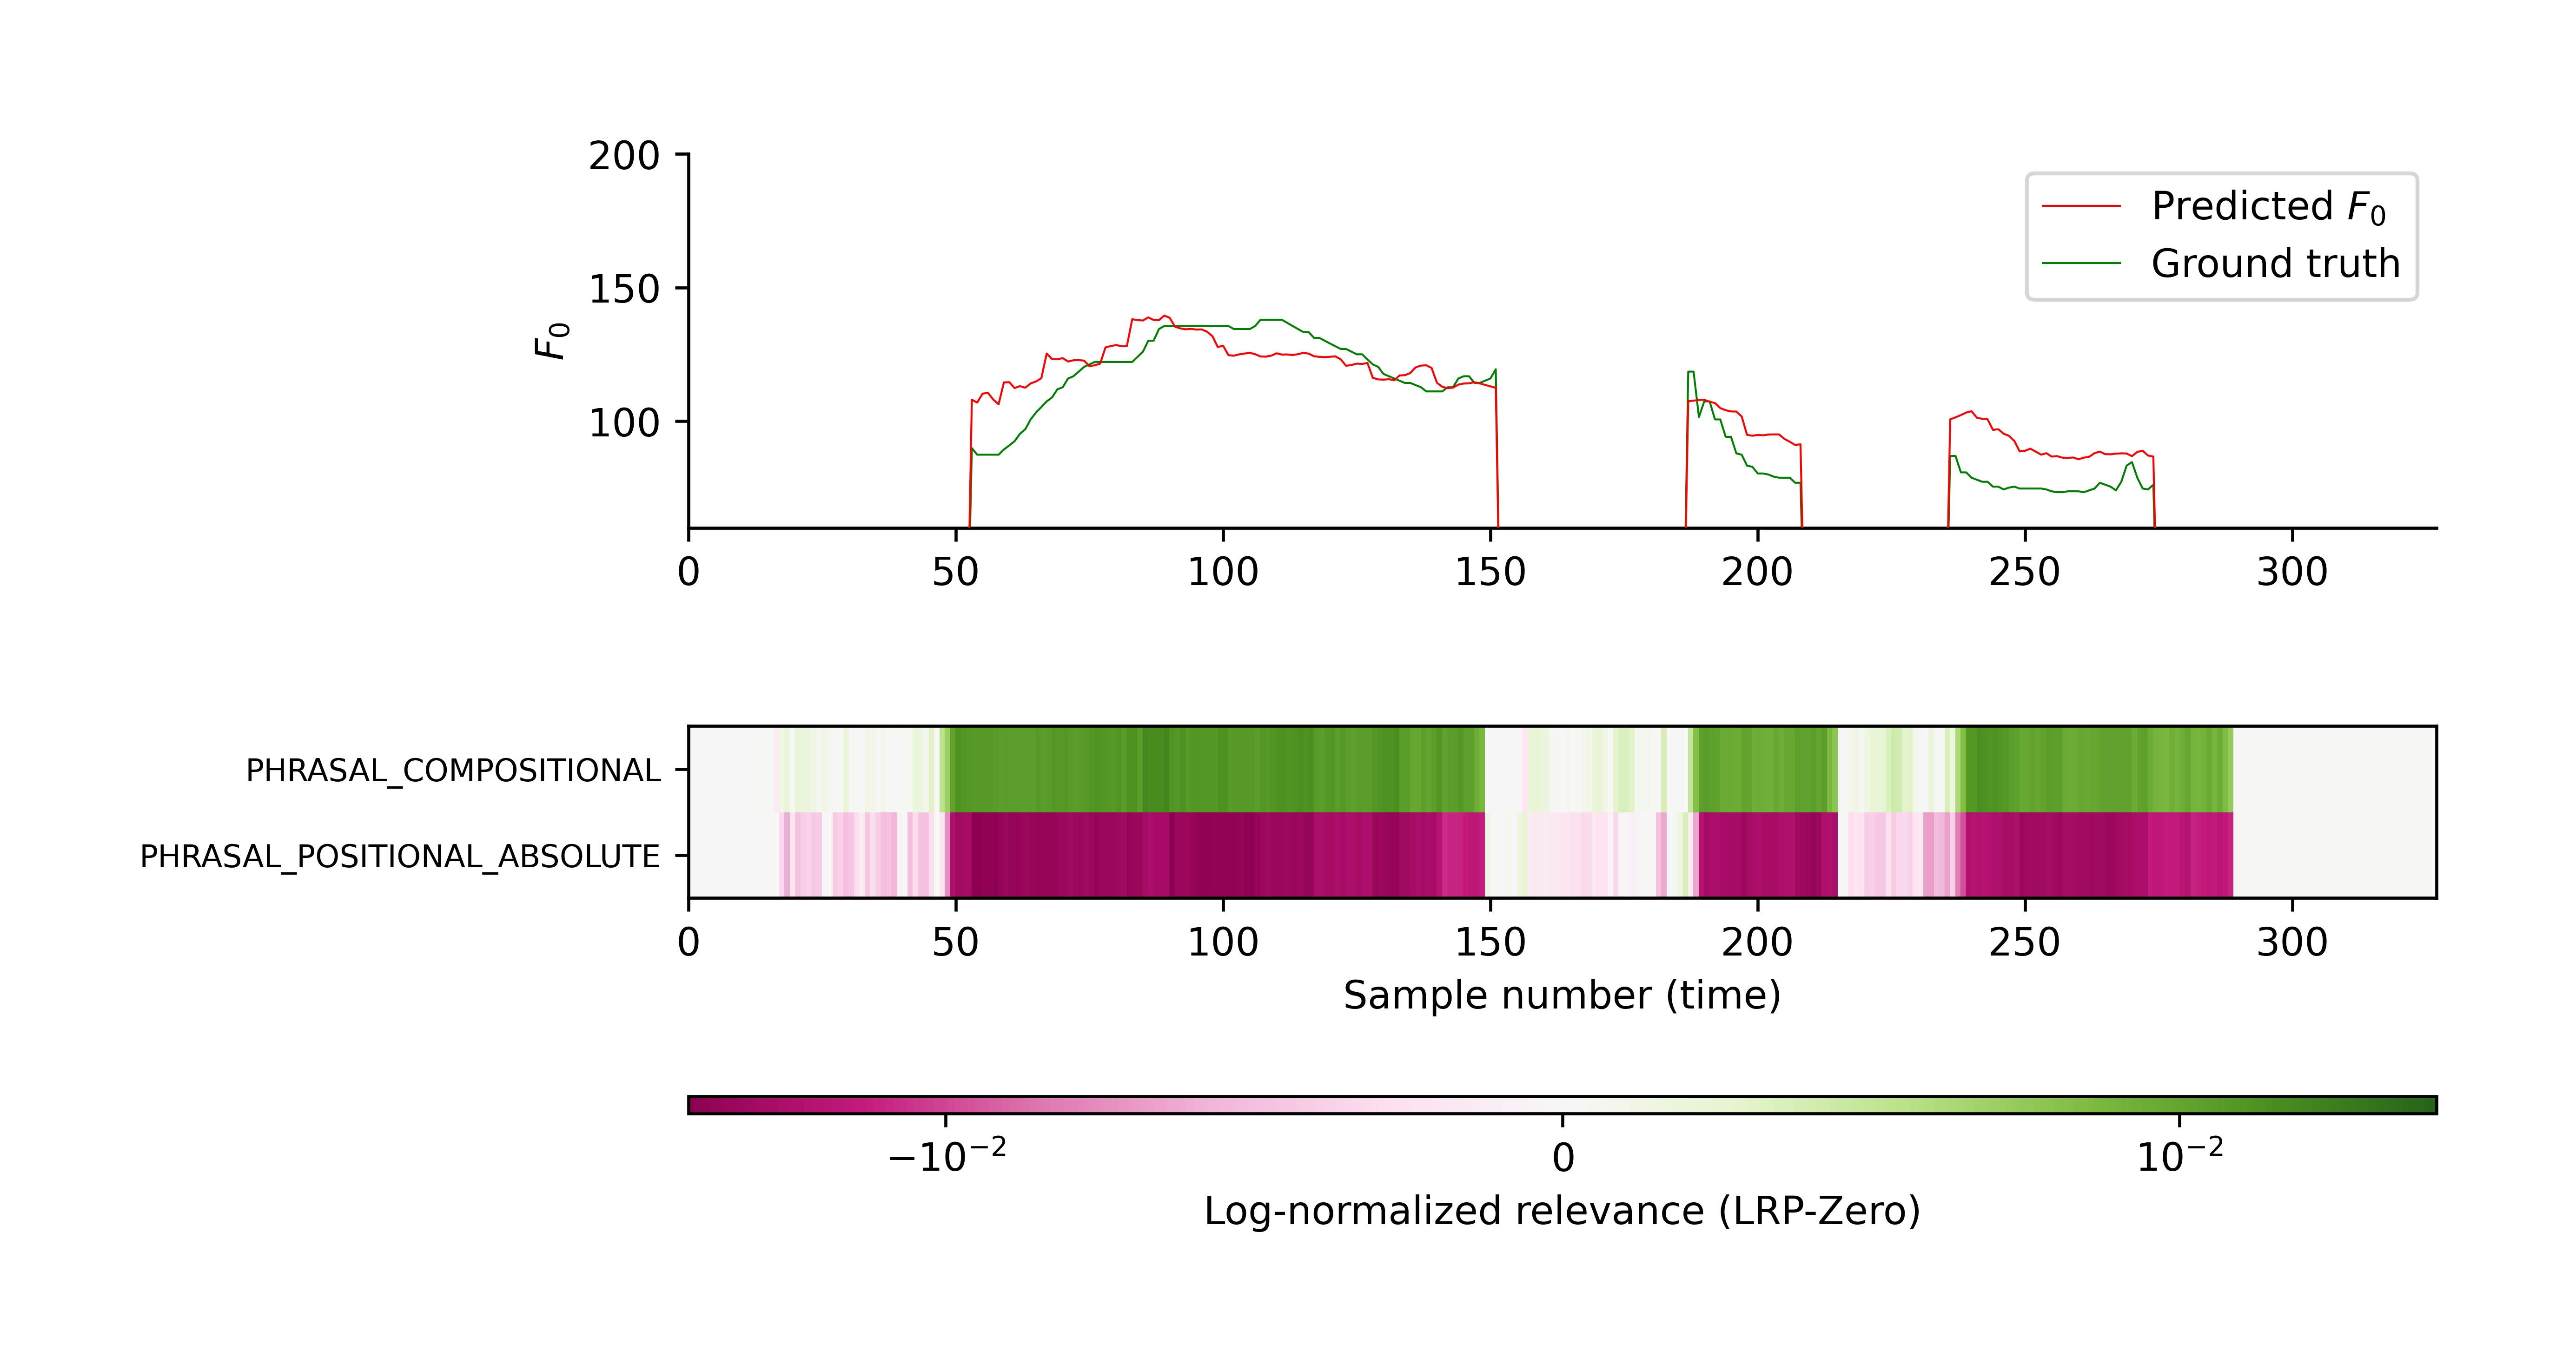 200
150
100
F₀
Predicted F₀
Ground truth
0 50 100 150 200 250 300
PHRASAL_COMPOSITIONAL
PHRASAL_POSITIONAL_ABSOLUTE
0 50 100 150 200 250 300
Sample number (time)
−10⁻² 0 10⁻²
Log-normalized relevance (LRP-Zero)